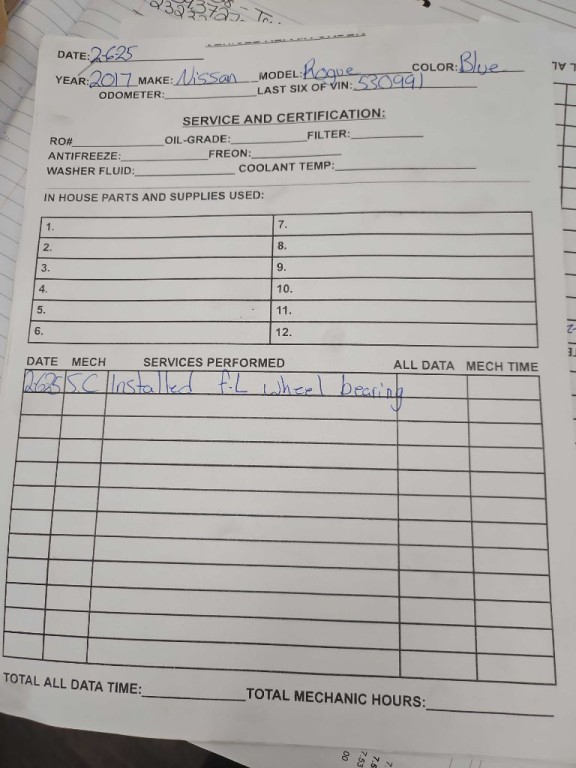 DATE: 2-6-25
YEAR: 2017 MAKE: Nissan MODEL: Rogue COLOR: Blue
ODOMETER: LAST SIX OF VIN: 530991
SERVICE AND CERTIFICATION:
RO# OIL-GRADE: FILTER:
ANTIFREEZE: FREON:
WASHER FLUID: COOLANT TEMP:
IN HOUSE PARTS AND SUPPLIES USED:
1. 7.
2. 8.
3. 9.
4. 10.
5. 11.
6. 12.
DATE MECH SERVICES PERFORMED ALL DATA MECH TIME
2-6-25 SC Installed f-L wheel bearing
TOTAL ALL DATA TIME: TOTAL MECHANIC HOURS: